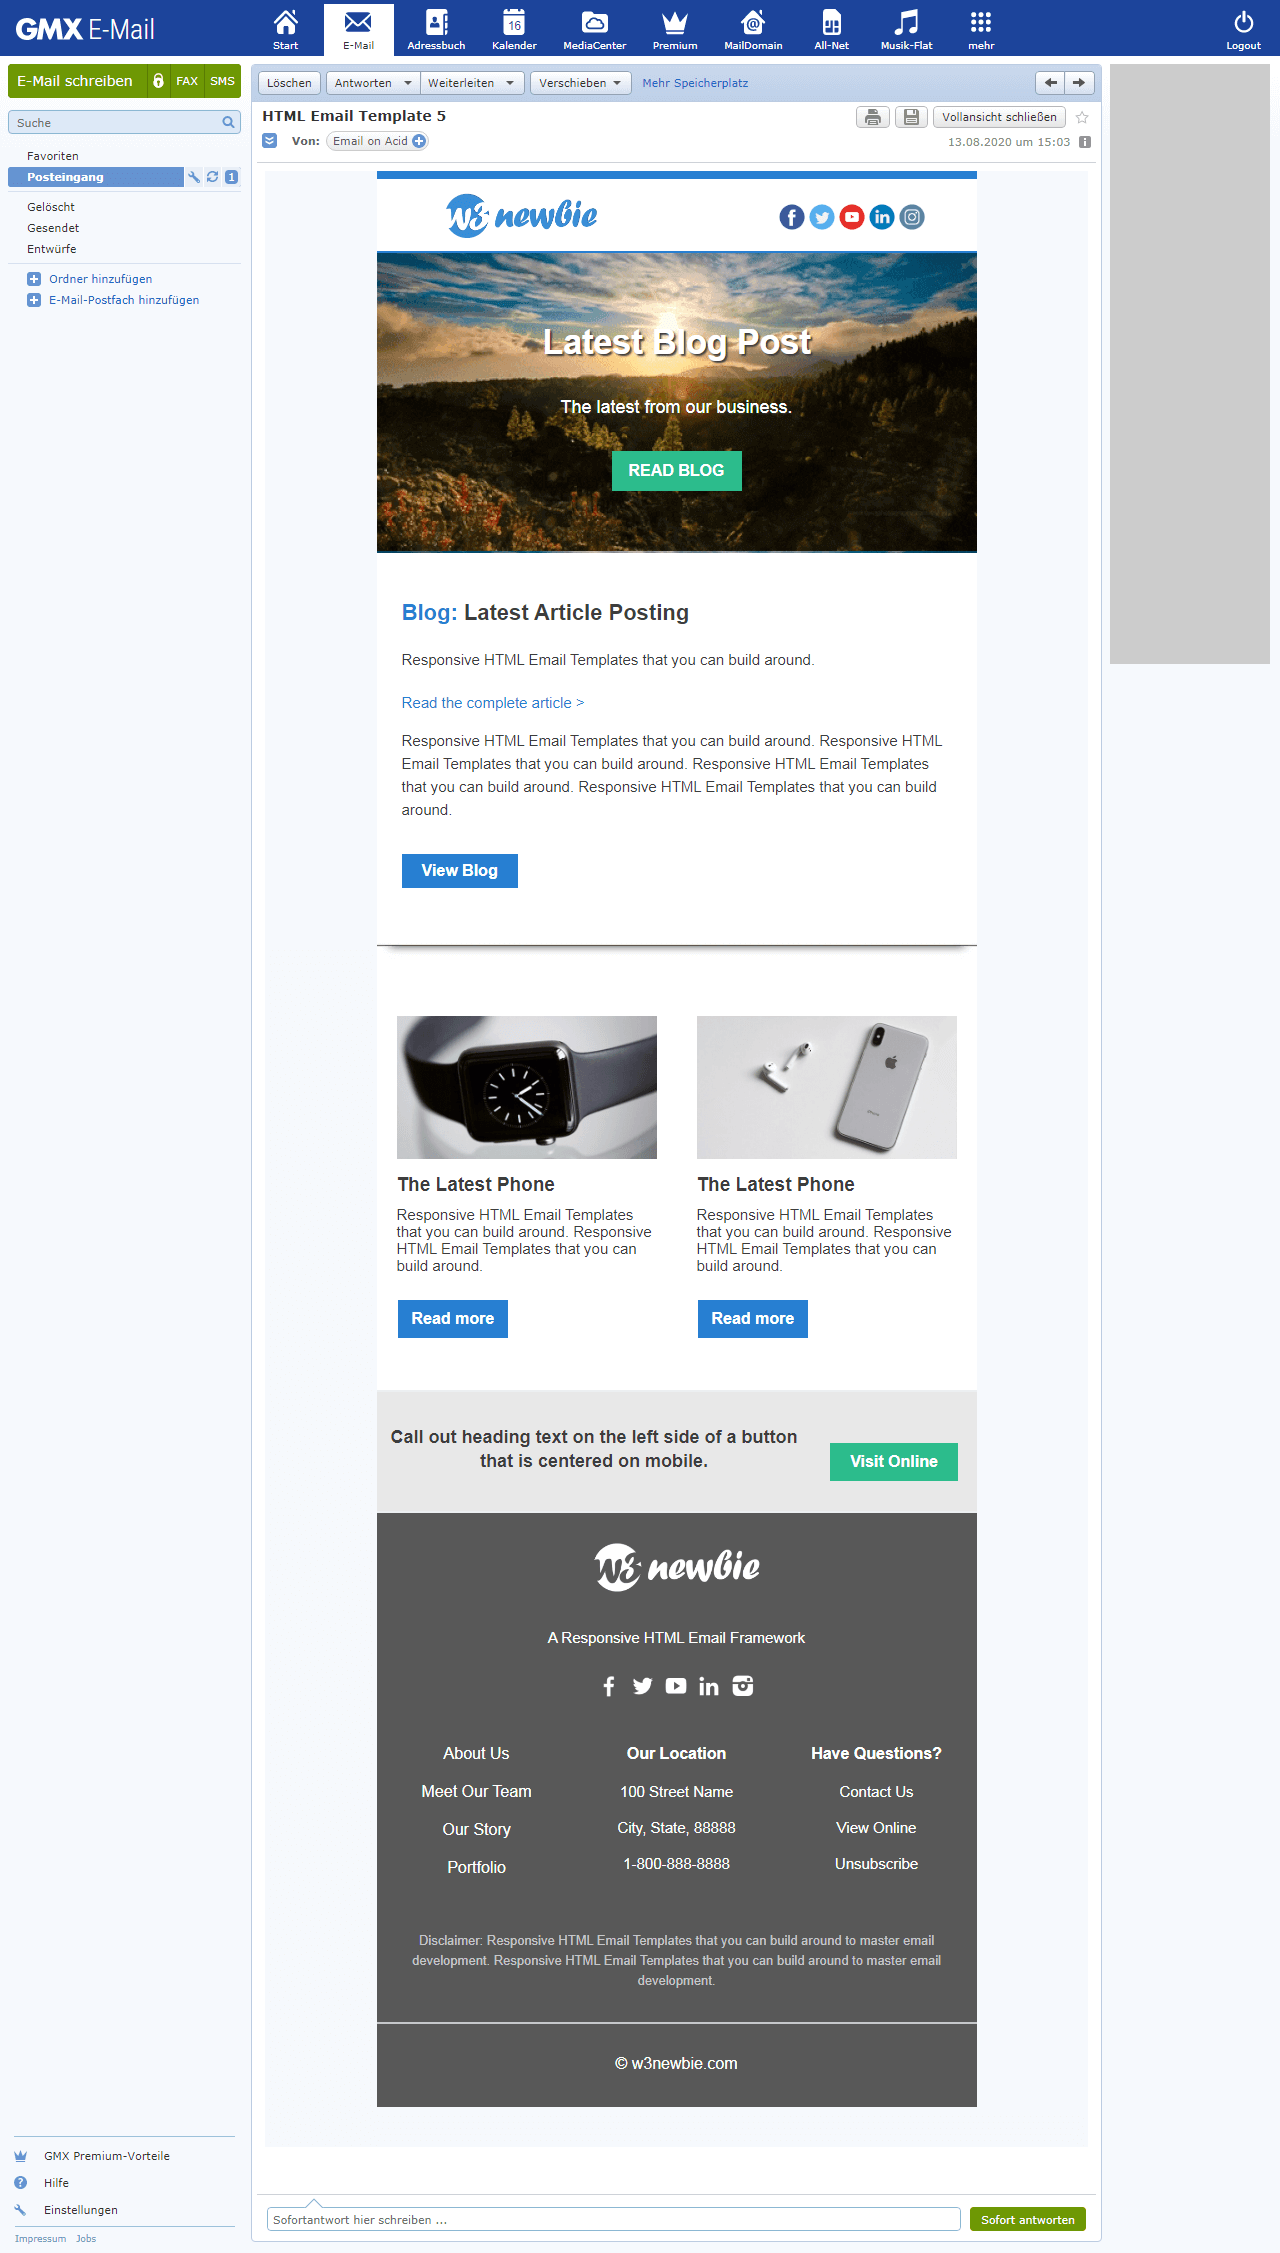 GMX E-Mail
Start
E-Mail
Adressbuch
Kalender
16
MediaCenter
Premium
MailDomain
All-Net
Musik-Flat
mehr
Logout
E-Mail schreiben
FAX
SMS
Suche
Favoriten
Posteingang
1
Gelöscht
Gesendet
Entwürfe
Ordner hinzufügen
E-Mail-Postfach hinzufügen
Löschen
Antworten
Weiterleiten
Verschieben
Mehr Speicherplatz
HTML Email Template 5
Vollansicht schließen
Von: Email on Acid
13.08.2020 um 15:03
w3 newbie
Latest Blog Post
The latest from our business.
READ BLOG
Blog: Latest Article Posting
Responsive HTML Email Templates that you can build around.
Read the complete article >
Responsive HTML Email Templates that you can build around. Responsive HTML
Email Templates that you can build around. Responsive HTML Email Templates
that you can build around. Responsive HTML Email Templates that you can build
around.
View Blog
The Latest Phone
Responsive HTML Email Templates
that you can build around. Responsive
HTML Email Templates that you can
build around.
Read more
iPhone
The Latest Phone
Responsive HTML Email Templates
that you can build around. Responsive
HTML Email Templates that you can
build around.
Read more
Call out heading text on the left side of a button
that is centered on mobile.
Visit Online
w3 newbie
A Responsive HTML Email Framework
About Us
Meet Our Team
Our Story
Portfolio
Our Location
100 Street Name
City, State, 88888
1-800-888-8888
Have Questions?
Contact Us
View Online
Unsubscribe
Disclaimer: Responsive HTML Email Templates that you can build around to master email
development. Responsive HTML Email Templates that you can build around to master email
development.
© w3newbie.com
GMX Premium-Vorteile
Hilfe
Einstellungen
Impressum Jobs
Sofortantwort hier schreiben ...
Sofort antworten